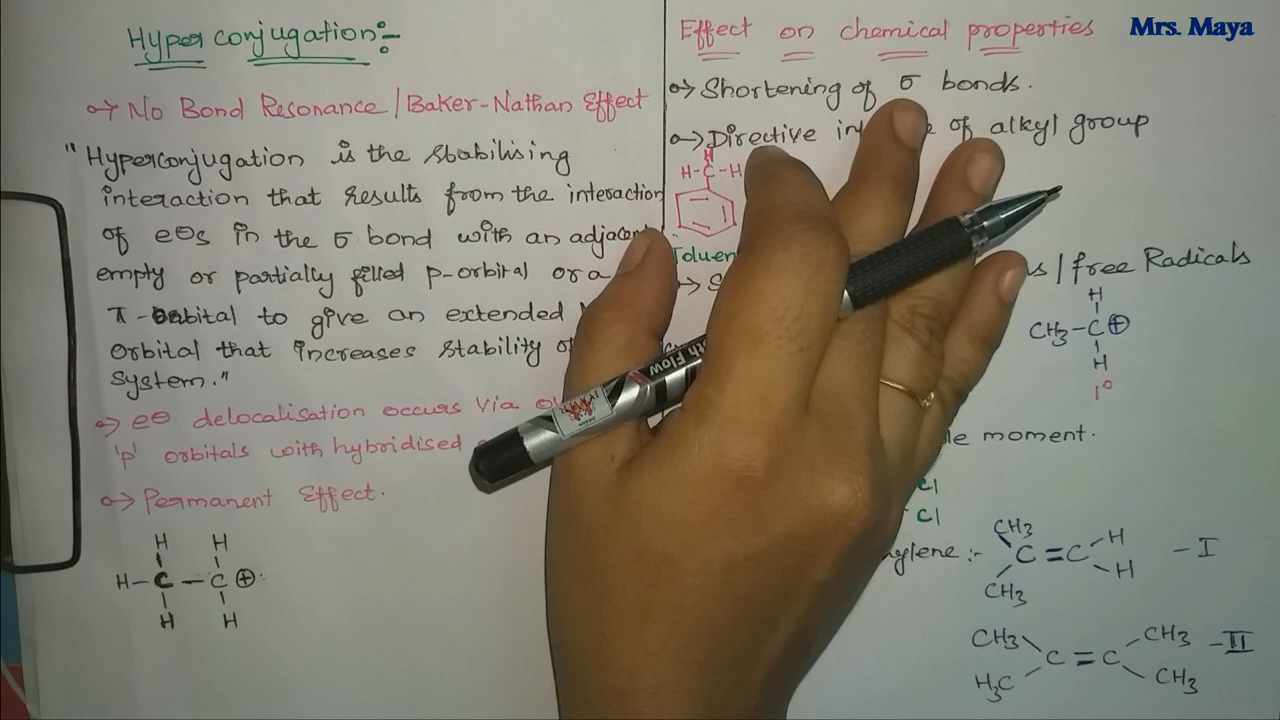 Hyperconjugation:-
→ No Bond Resonance / Baker-Nathan Effect
"Hyperconjugation is the stabilising
interaction that results from the interaction
of e⊖s in the σ bond with an adjacent
empty or partially filled p-orbital or a
π-orbital to give an extended
orbital that increases stability of
system."
→ e⊖ delocalisation occurs via
'p' orbitals with hybridised
→ Permanent Effect.
H H
H-C-C⊕
H H
Mrs. Maya
Effect on chemical properties
→ Shortening of σ bonds.
→ Directive of alkyl group
H
H-C-H
Toluen
/ free Radicals
H
CH3-C⊕
H
1°
moment.
Cl
Cl
ylene:-
CH3 H
C=C - I
CH3 H
CH3 CH3
C=C - II
H3C CH3
Flow